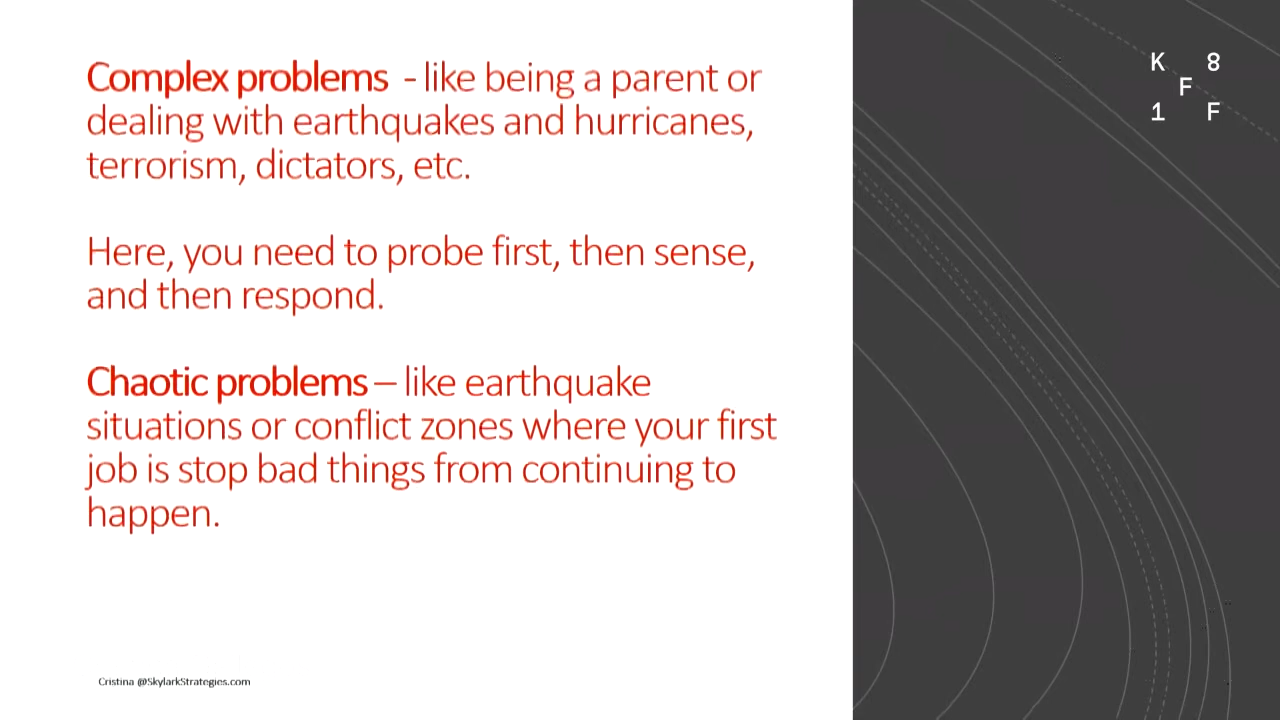 Complex problems - like being a parent or
dealing with earthquakes and hurricanes,
terrorism, dictators, etc.
Here, you need to probe first, then sense,
and then respond.
Chaotic problems – like earthquake
situations or conflict zones where your first
job is stop bad things from continuing to
happen.
Cristina @SkylarkStrategies.com
K 8
F
1 F